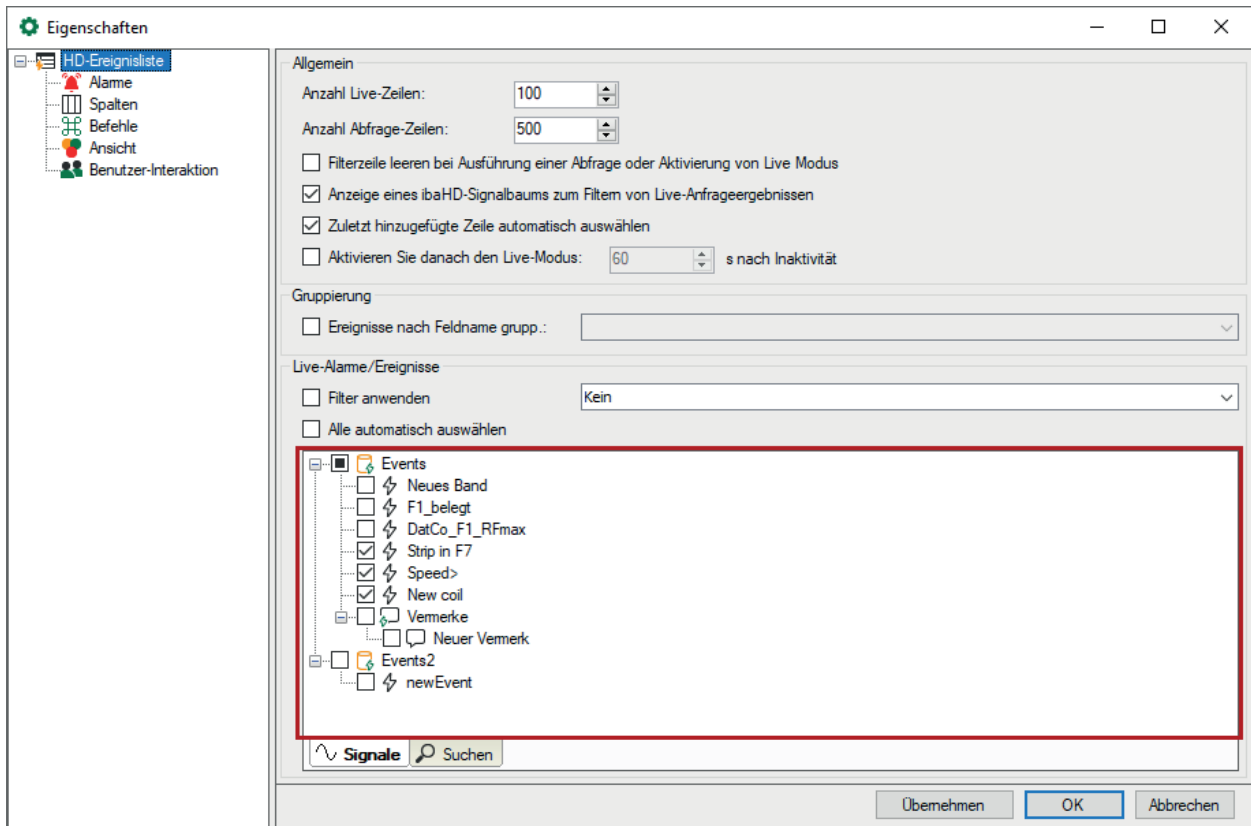 Eigenschaften
HD-Ereignisliste
Alarme
Spalten
Befehle
Ansicht
Benutzer-Interaktion
Allgemein
Anzahl Live-Zeilen: 100
Anzahl Abfrage-Zeilen: 500
Filterzeile leeren bei Ausführung einer Abfrage oder Aktivierung von Live Modus
Anzeige eines ibaHD-Signalbaums zum Filtern von Live-Anfrageergebnissen
Zuletzt hinzugefügte Zeile automatisch auswählen
Aktivieren Sie danach den Live-Modus: 60 s nach Inaktivität
Gruppierung
Ereignisse nach Feldname grupp.:
Live-Alarme/Ereignisse
Filter anwenden Kein
Alle automatisch auswählen
Events
Neues Band
F1_belegt
DatCo_F1_RFmax
Strip in F7
Speed>
New coil
Vermerke
Neuer Vermerk
Events2
newEvent
Signale Suchen
Übernehmen OK Abbrechen